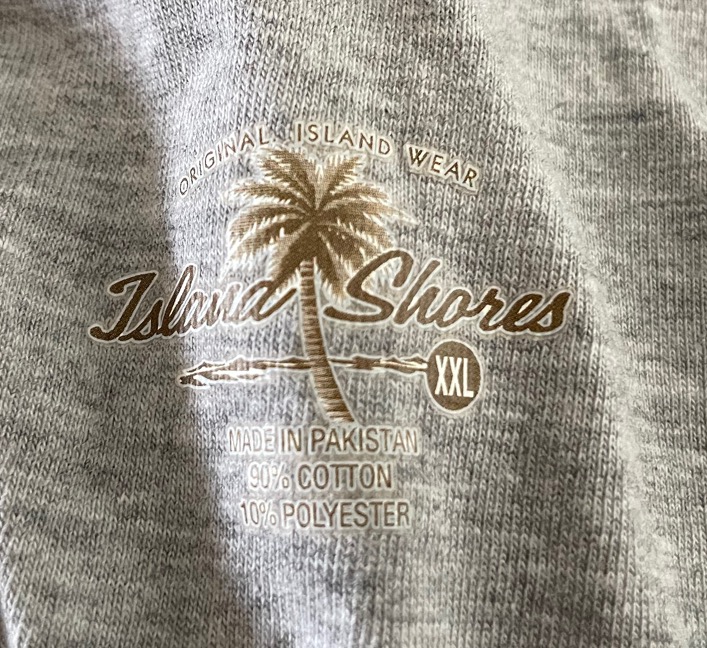 ORIGINAL ISLAND WEAR
Island Shores
XXL
MADE IN PAKISTAN
90% COTTON
10% POLYESTER